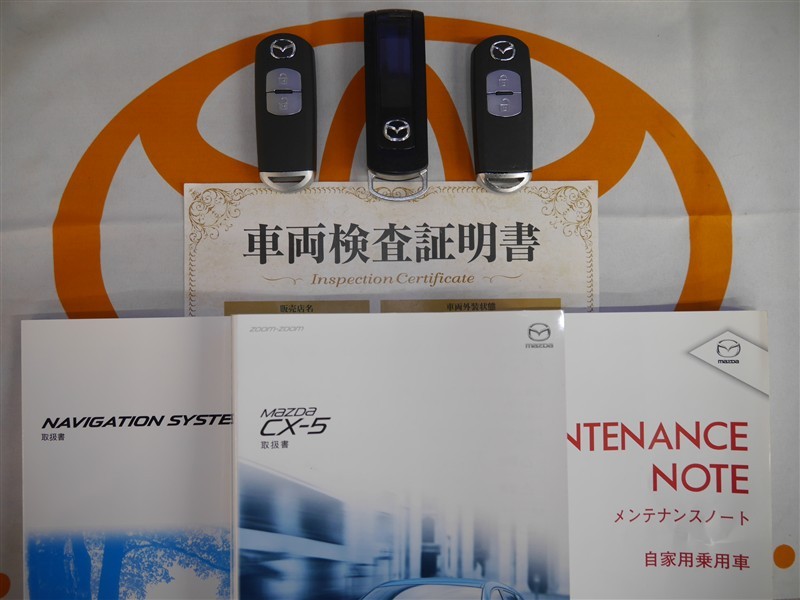 車両検査証明書
Inspection Certificate
販売店名
車両外装状態
NAVIGATION SYSTE
取扱書
zoom-zoom
mazda
mazda
CX-5
取扱書
mazda
NTENANCE
NOTE
メンテナンスノート
自家用乗用車